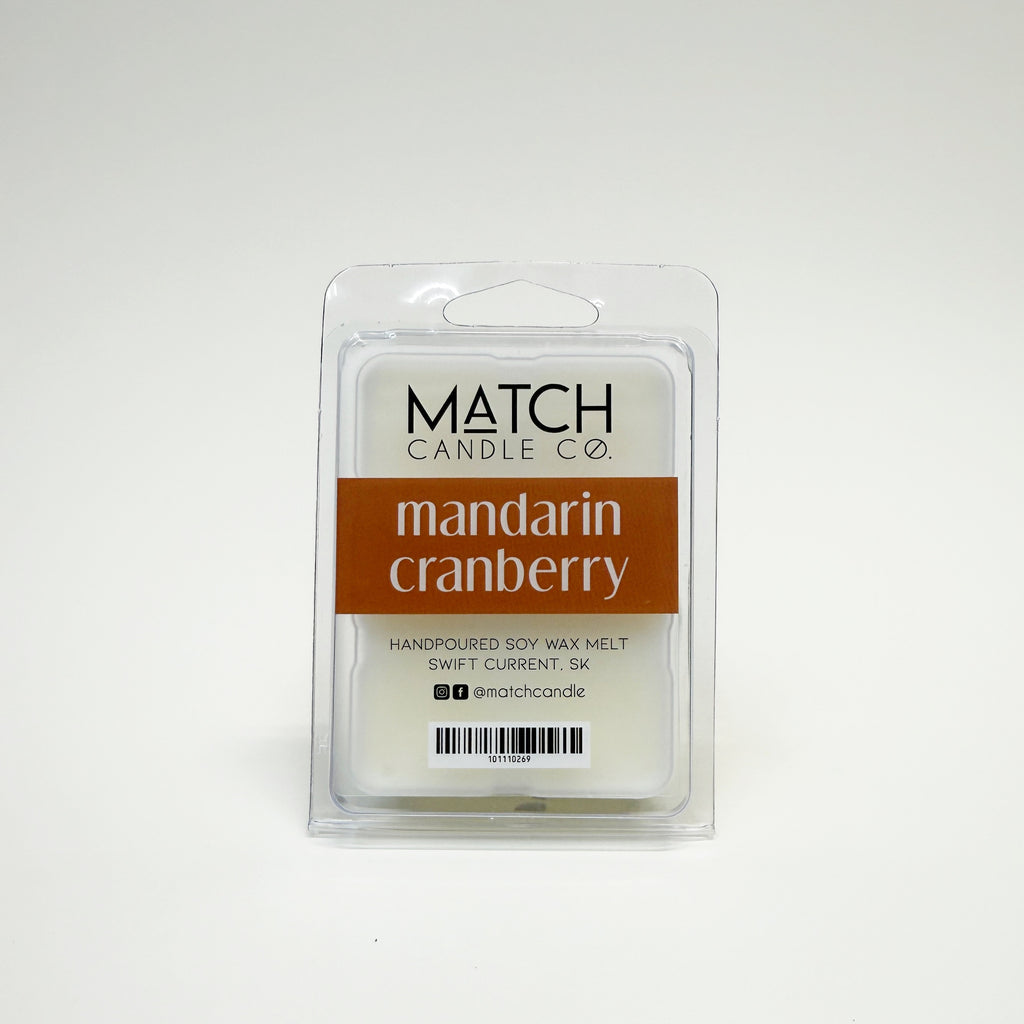 MATCH
CANDLE CO.
mandarin
cranberry
HANDPOURED SOY WAX MELT
SWIFT CURRENT, SK
@matchcandle
101110269